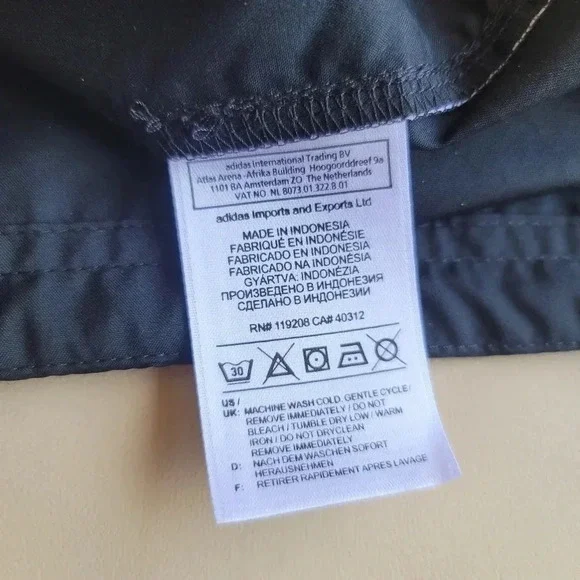 adidas International Trading BV
Atlas Arena -Afrika Building Hoogoorddreef 9a
1101 BA Amsterdam ZO The Netherlands
VAT NO: NL 8073.01.322.B.01
adidas Imports and Exports Ltd
MADE IN INDONESIA
FABRIQUÉ EN INDONÉSIE
FABRICADO EN INDONESIA
FABRICADO NA INDONÉSIA
GYÁRTVA: INDONÉZIA
ПРОИЗВЕДЕНО В ИНДОНЕЗИЯ
СДЕЛАНО В ИНДОНЕЗИИ
RN# 119208 CA# 40312
30
US /
UK: MACHINE WASH COLD, GENTLE CYCLE /
REMOVE IMMEDIATELY / DO NOT
BLEACH / TUMBLE DRY LOW / WARM
IRON / DO NOT DRYCLEAN
REMOVE IMMEDIATELY
D: NACH DEM WASCHEN SOFORT
HERAUSNEHMEN
F: RETIRER RAPIDEMENT APRES LAVAGE